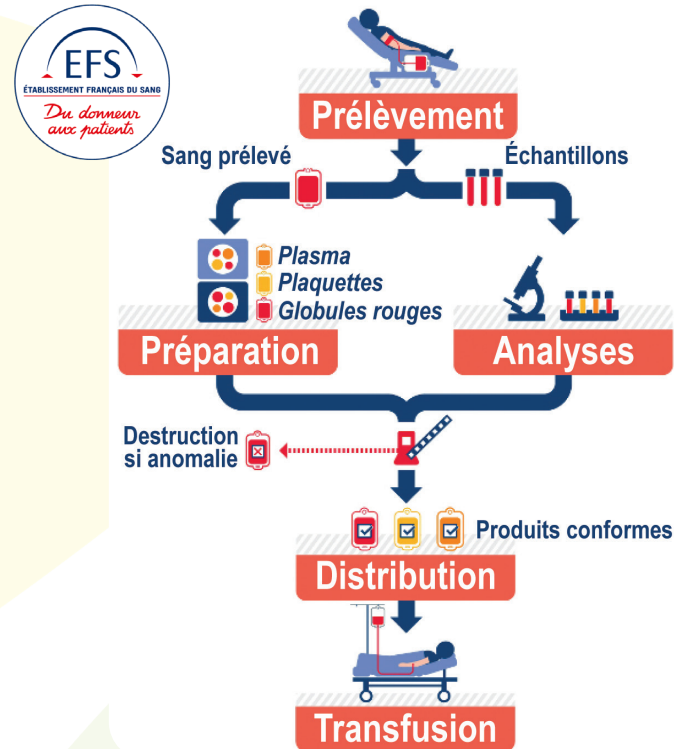 EFS
ÉTABLISSEMENT FRANÇAIS DU SANG
Du donneur
aux patients
Prélèvement
Sang prélevé
Échantillons
Plasma
Plaquettes
Globules rouges
Préparation
Analyses
Destruction
si anomalie
Produits conformes
Distribution
Transfusion